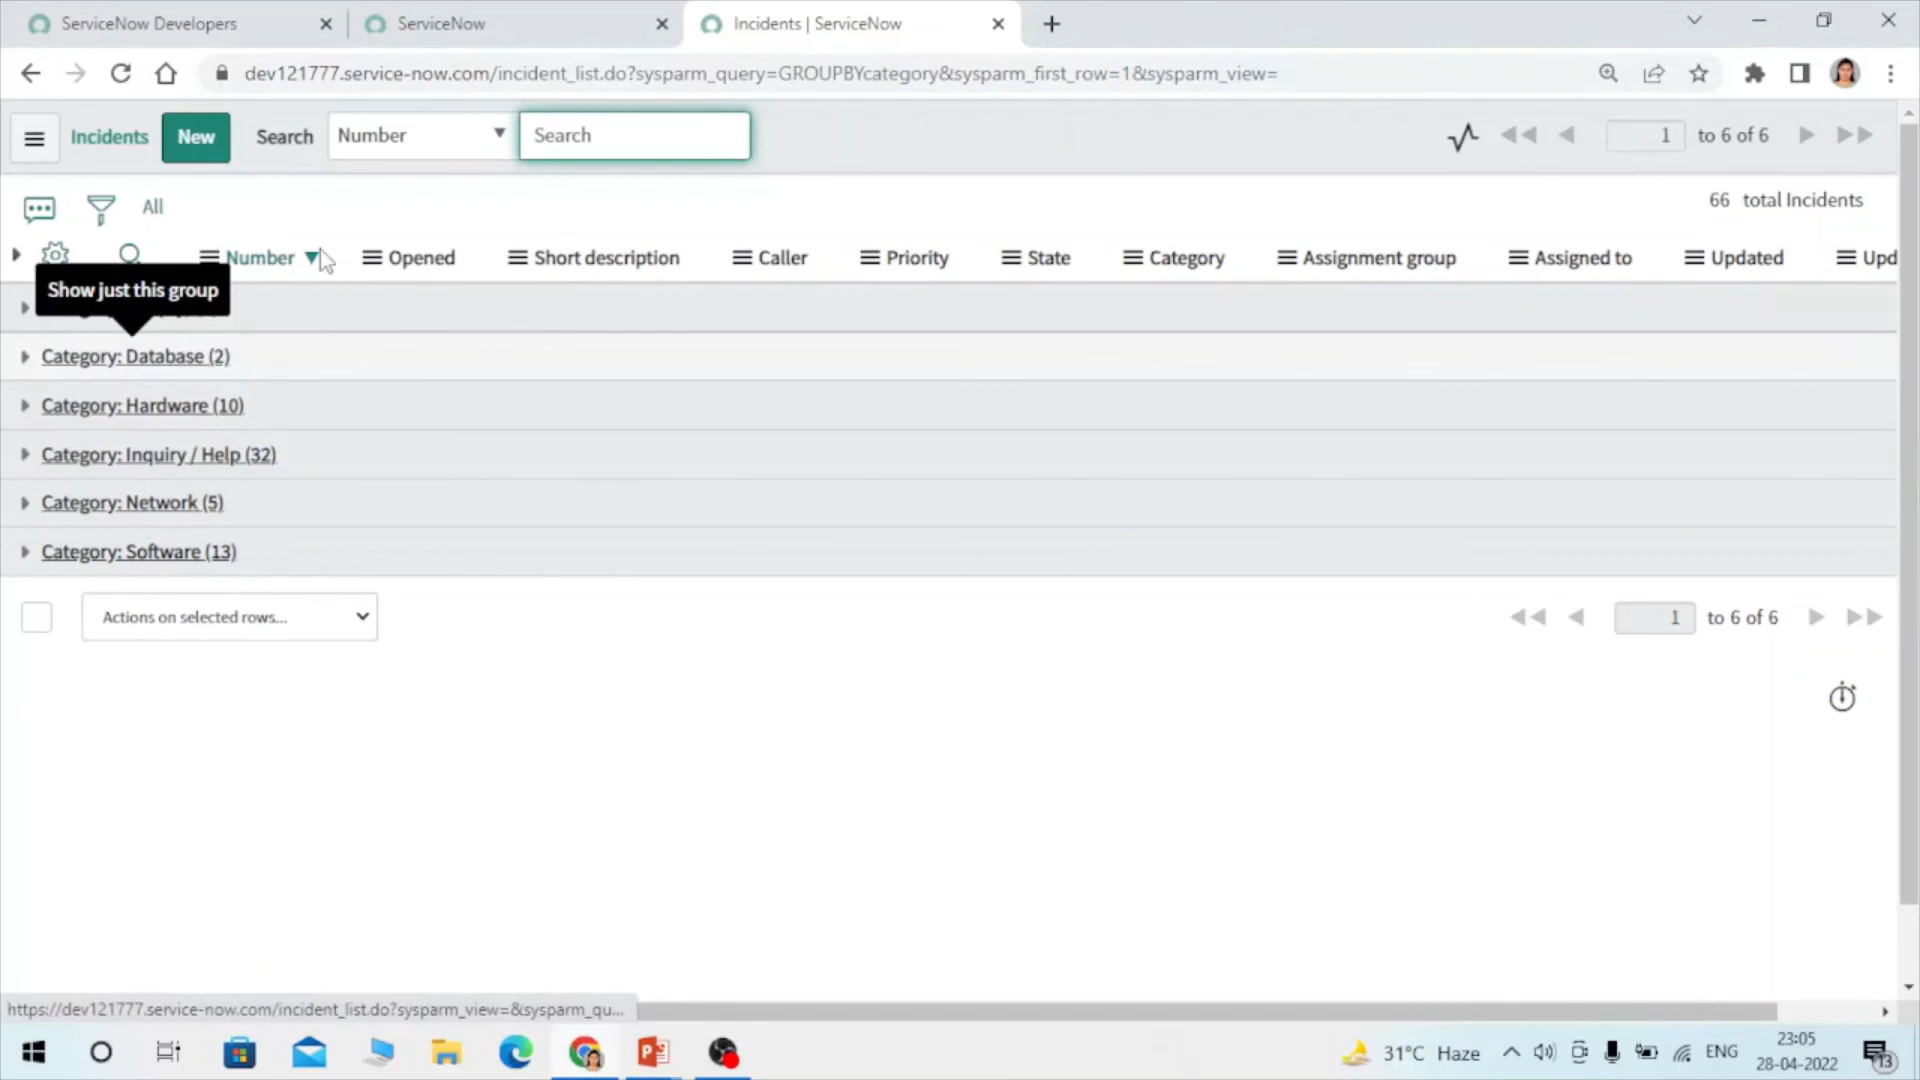 ServiceNow Developers
ServiceNow
Incidents | ServiceNow
dev121777.service-now.com/incident_list.do?sysparm_query=GROUPBYcategory&sysparm_first_row=1&sysparm_view=
Incidents New Search Number Search 1 to 6 of 6
All 66 total Incidents
Number Opened Short description Caller Priority State Category Assignment group Assigned to Updated Upd
Show just this group
Category: Database (2)
Category: Hardware (10)
Category: Inquiry / Help (32)
Category: Network (5)
Category: Software (13)
Actions on selected rows... 1 to 6 of 6
https://dev121777.service-now.com/incident_list.do?sysparm_view=&sysparm_qu...
31°C Haze ENG 23:05
28-04-2022 13